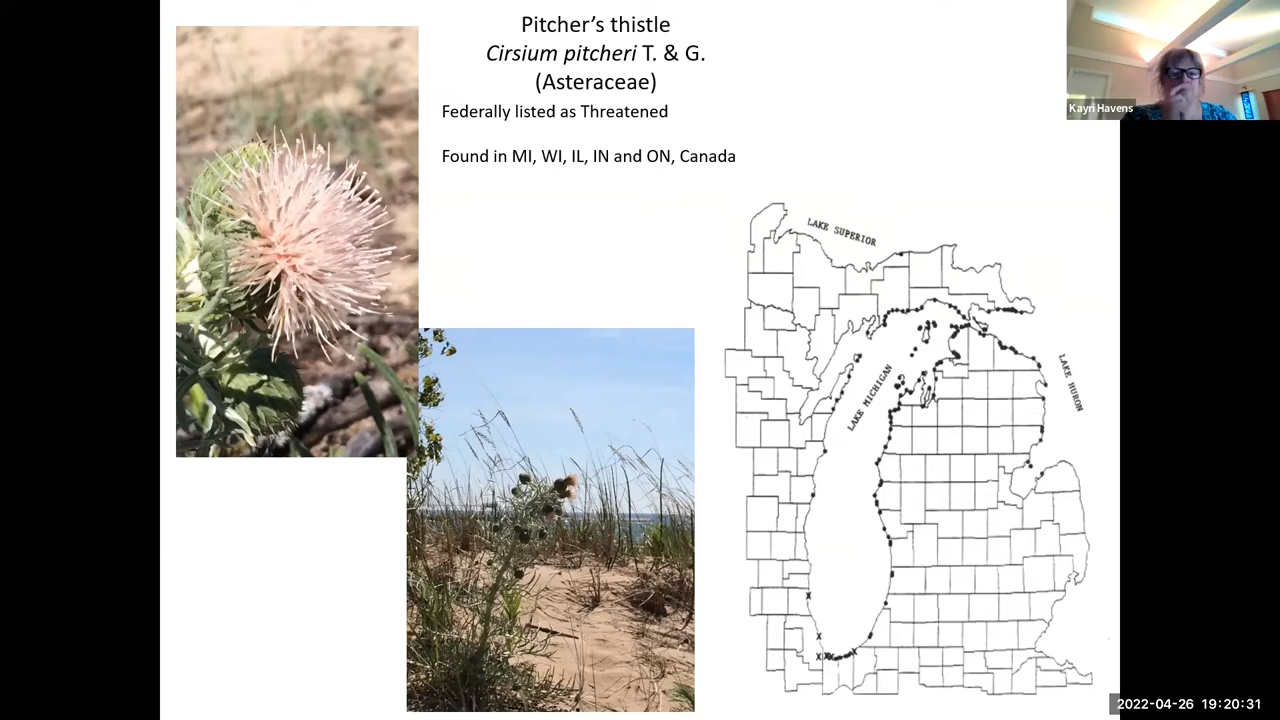 Pitcher's thistle
Cirsium pitcheri T. & G.
(Asteraceae)
Federally listed as Threatened
Found in MI, WI, IL, IN and ON, Canada
Kayri Havens
LAKE SUPERIOR
LAKE MICHIGAN
LAKE HURON
X
X
X XX X
2022-04-26 19:20:31